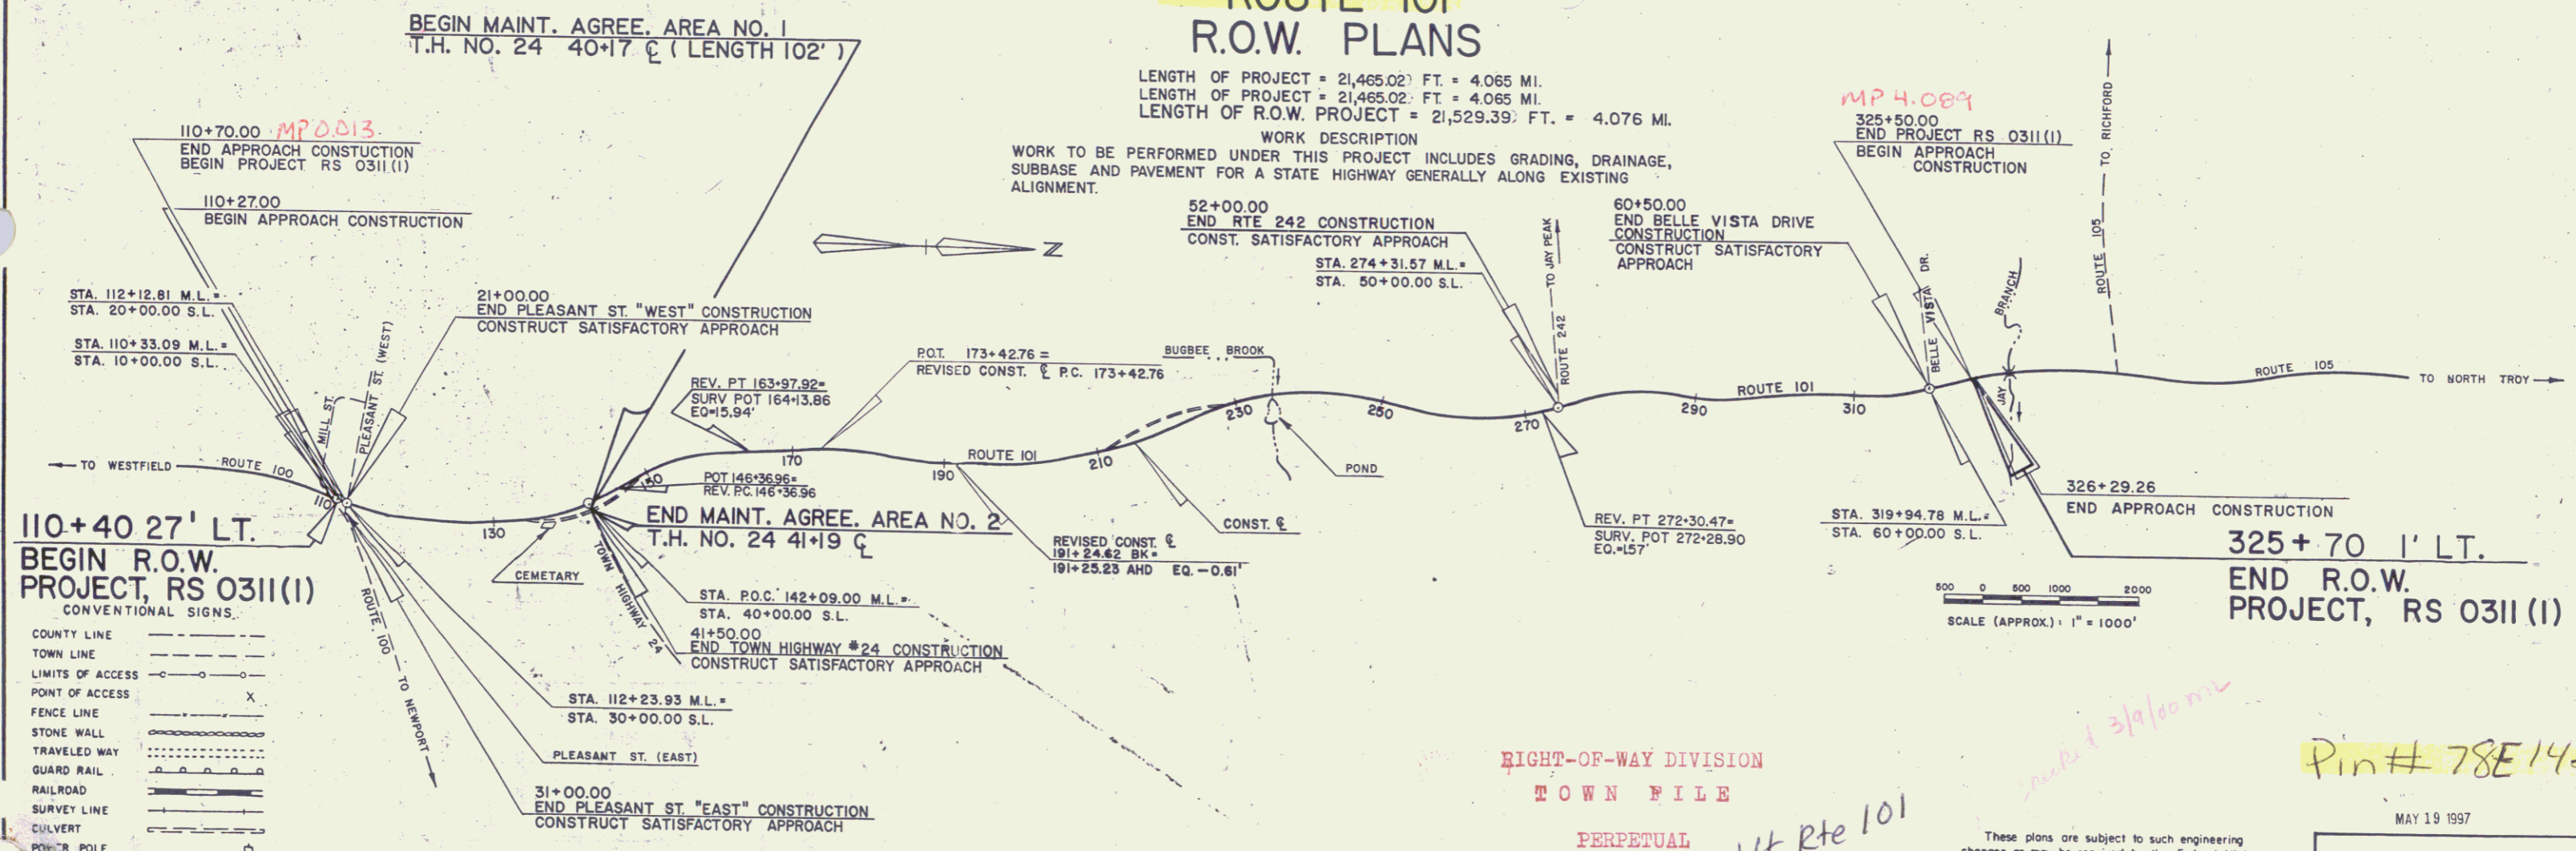 ROUTE 101
R.O.W. PLANS
LENGTH OF PROJECT = 21,465.02) FT. = 4.065 MI.
LENGTH OF PROJECT = 21,465.02. FT. = 4.065 MI.
LENGTH OF R.O.W. PROJECT = 21,529.39) FT. = 4.076 MI.
WORK DESCRIPTION
WORK TO BE PERFORMED UNDER THIS PROJECT INCLUDES GRADING, DRAINAGE,
SUBBASE AND PAVEMENT FOR A STATE HIGHWAY GENERALLY ALONG EXISTING
ALIGNMENT.
BEGIN MAINT. AGREE. AREA NO. 1
T.H. NO. 24 40+17 ℄ ( LENGTH 102' )
110+70.00 MP 0.013
END APPROACH CONSTUCTION
BEGIN PROJECT RS 0311(1)
110+27.00
BEGIN APPROACH CONSTRUCTION
STA. 112+12.81 M.L.=
STA. 20+00.00 S.L.
STA. 110+33.09 M.L.=
STA. 10+00.00 S.L.
21+00.00
END PLEASANT ST. "WEST" CONSTRUCTION
CONSTRUCT SATISFACTORY APPROACH
MILL ST.
PLEASANT ST. (WEST)
TO WESTFIELD
ROUTE 100
110
REV. PT 163+97.92=
SURV POT 164+13.86
EQ=15.94'
P.O.T. 173+42.76 =
REVISED CONST. ℄ P.C. 173+42.76
BUGBEE BROOK
N
52+00.00
END RTE 242 CONSTRUCTION
CONST. SATISFACTORY APPROACH
STA. 274+31.57 M.L.=
STA. 50+00.00 S.L.
TO JAY PEAK
ROUTE 242
60+50.00
END BELLE VISTA DRIVE
CONSTRUCTION
CONSTRUCT SATISFACTORY
APPROACH
MP 4.089
325+50.00
END PROJECT RS 0311(1)
BEGIN APPROACH
CONSTRUCTION
BELLE VISTA DR.
JAY BRANCH
ROUTE 105 TO RICHFORD
ROUTE 105
TO NORTH TROY
130
150
170
190
ROUTE 101
210
230
250
270
290
ROUTE 101
310
POT 146+36.96=
REV. P.C. 146+36.96
END MAINT. AGREE. AREA NO. 2
T.H. NO. 24 41+19 ℄
CEMETARY
TOWN HIGHWAY 24
REVISED CONST. ℄
191+24.62 BK=
191+25.23 AHD EQ. -0.61'
CONST. ℄
POND
REV. PT 272+30.47=
SURV. POT 272+28.90
EQ.=1.57'
STA. 319+94.78 M.L.=
STA. 60+00.00 S.L.
326+29.26
END APPROACH CONSTRUCTION
325+70 1' LT.
END R.O.W.
PROJECT, RS 0311(1)
500 0 500 1000 2000
SCALE (APPROX.): 1" = 1000'
110+40 27' LT.
BEGIN R.O.W.
PROJECT, RS 0311(1)
STA. P.O.C. 142+09.00 M.L.=
STA. 40+00.00 S.L.
41+50.00
END TOWN HIGHWAY #24 CONSTRUCTION
CONSTRUCT SATISFACTORY APPROACH
STA. 112+23.93 M.L.=
STA. 30+00.00 S.L.
PLEASANT ST. (EAST)
31+00.00
END PLEASANT ST. "EAST" CONSTRUCTION
CONSTRUCT SATISFACTORY APPROACH
ROUTE 100 TO NEWPORT
CONVENTIONAL SIGNS
COUNTY LINE
TOWN LINE
LIMITS OF ACCESS
POINT OF ACCESS X
FENCE LINE
STONE WALL
TRAVELED WAY
GUARD RAIL
RAILROAD
SURVEY LINE
CULVERT
POWER POLE
RIGHT-OF-WAY DIVISION
TOWN FILE
PERPETUAL
Vt Rte 101
3/9/00
Pin # 78E14
MAY 19 1997
These plans are subject to such engineering